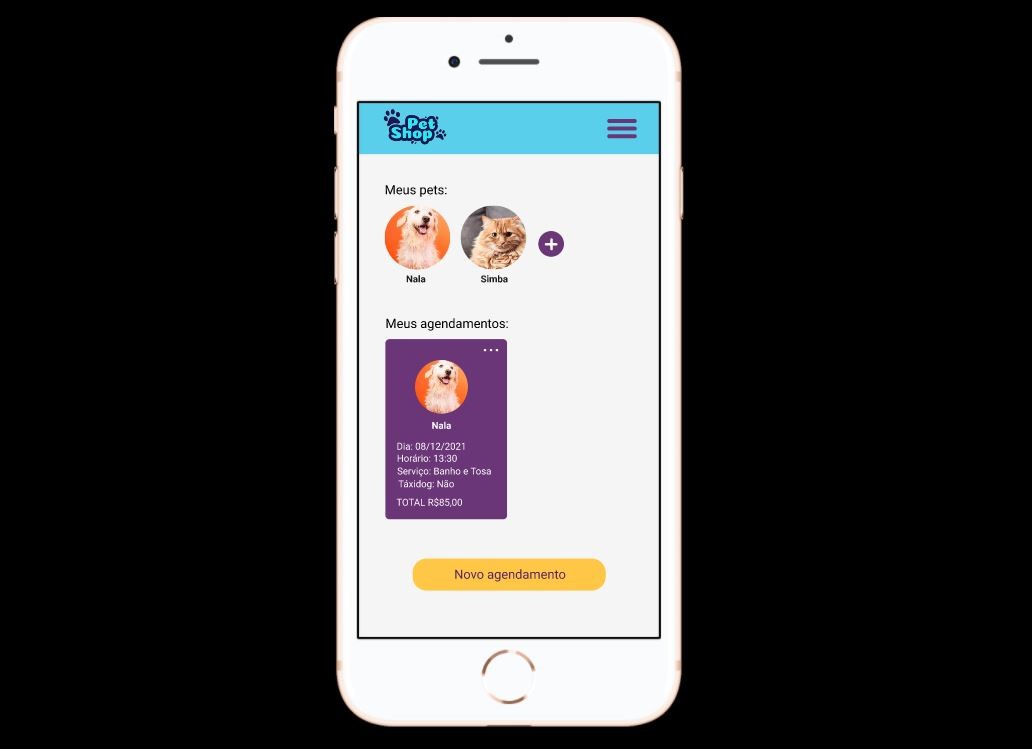 Pet
Shop
Meus pets:
Nala
Simba
Meus agendamentos:
Nala
Dia: 08/12/2021
Horário: 13:30
Serviço: Banho e Tosa
Táxidog: Não
TOTAL R$85,00
Novo agendamento